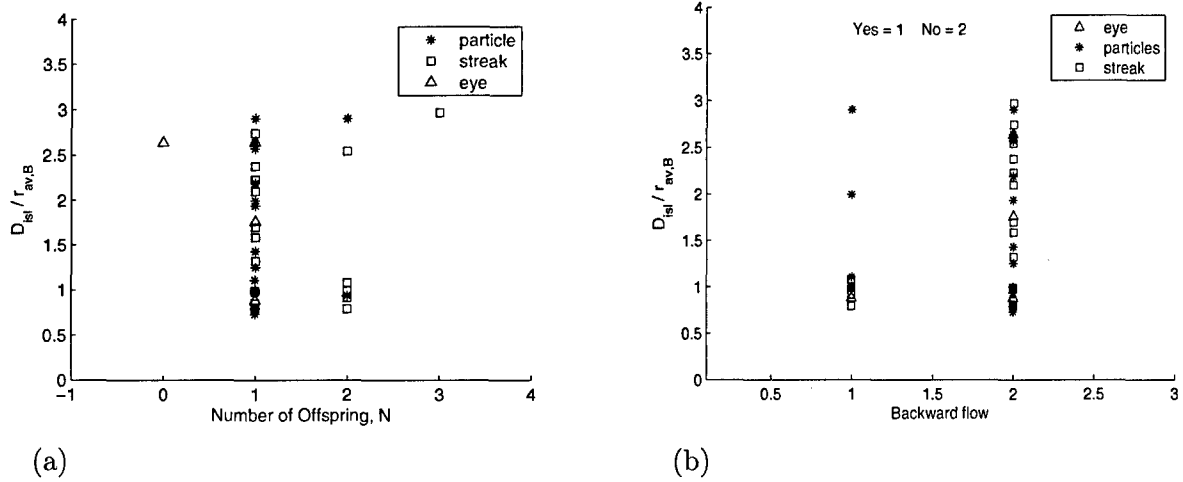 4
3.5
3
2.5
2
1.5
1
0.5
0
D_isl / r_av,B
particle
streak
eye
−1 0 1 2 3 4
Number of Offspring, N
(a)
4
3.5
3
2.5
2
1.5
1
0.5
0
D_isl / r_av,B
Yes = 1 No = 2
eye
particles
streak
0.5 1 1.5 2 2.5 3
Backward flow
(b)